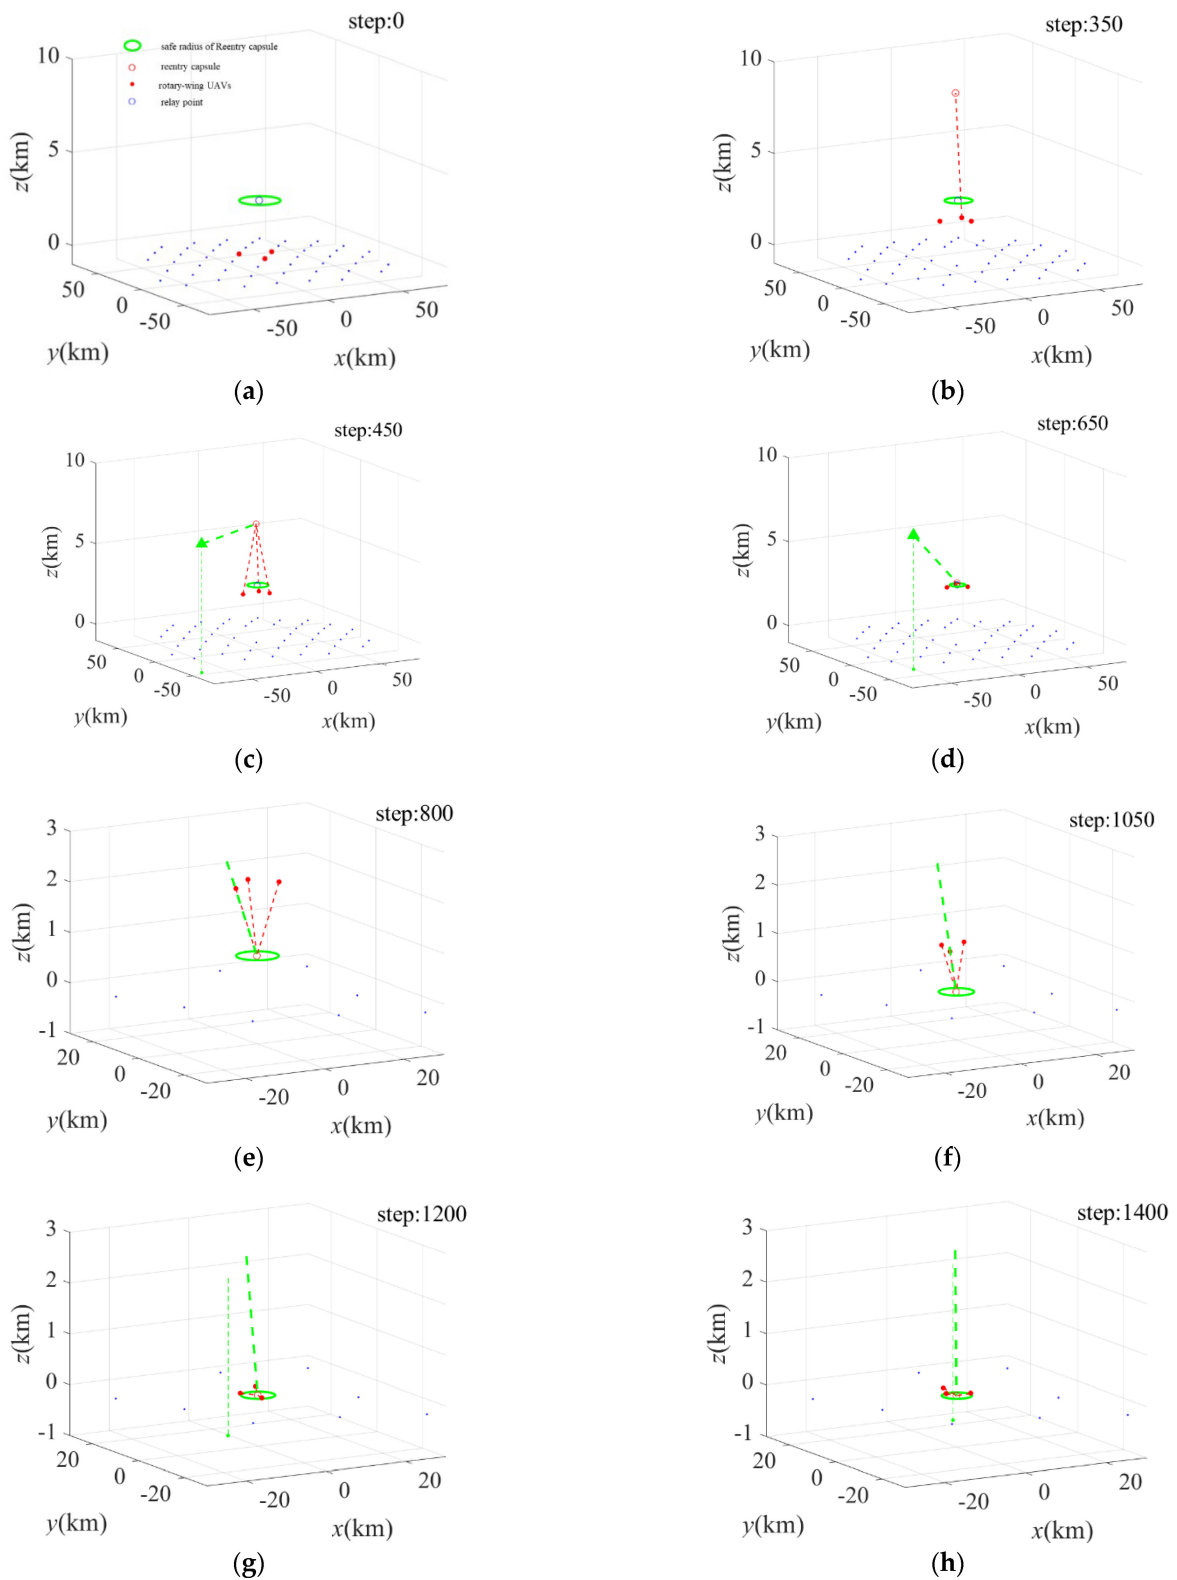 step:0
safe radius of Reentry capsule
reentry capsule
rotary-wing UAVs
relay point
10
5
0
z(km)
50
0
-50
y(km)
-50
0
50
x(km)
(a)
step:350
10
5
0
z(km)
50
0
-50
y(km)
-50
0
50
x(km)
(b)
step:450
10
5
0
z(km)
50
0
-50
y(km)
-50
0
50
x(km)
(c)
step:650
10
5
0
z(km)
50
0
-50
y(km)
-50
0
50
x(km)
(d)
step:800
3
2
1
0
-1
z(km)
20
0
-20
y(km)
-20
0
20
x(km)
(e)
step:1050
3
2
1
0
-1
z(km)
20
0
-20
y(km)
-20
0
20
x(km)
(f)
step:1200
3
2
1
0
-1
z(km)
20
0
-20
y(km)
-20
0
20
x(km)
(g)
step:1400
3
2
1
0
-1
z(km)
20
0
-20
y(km)
-20
0
20
x(km)
(h)